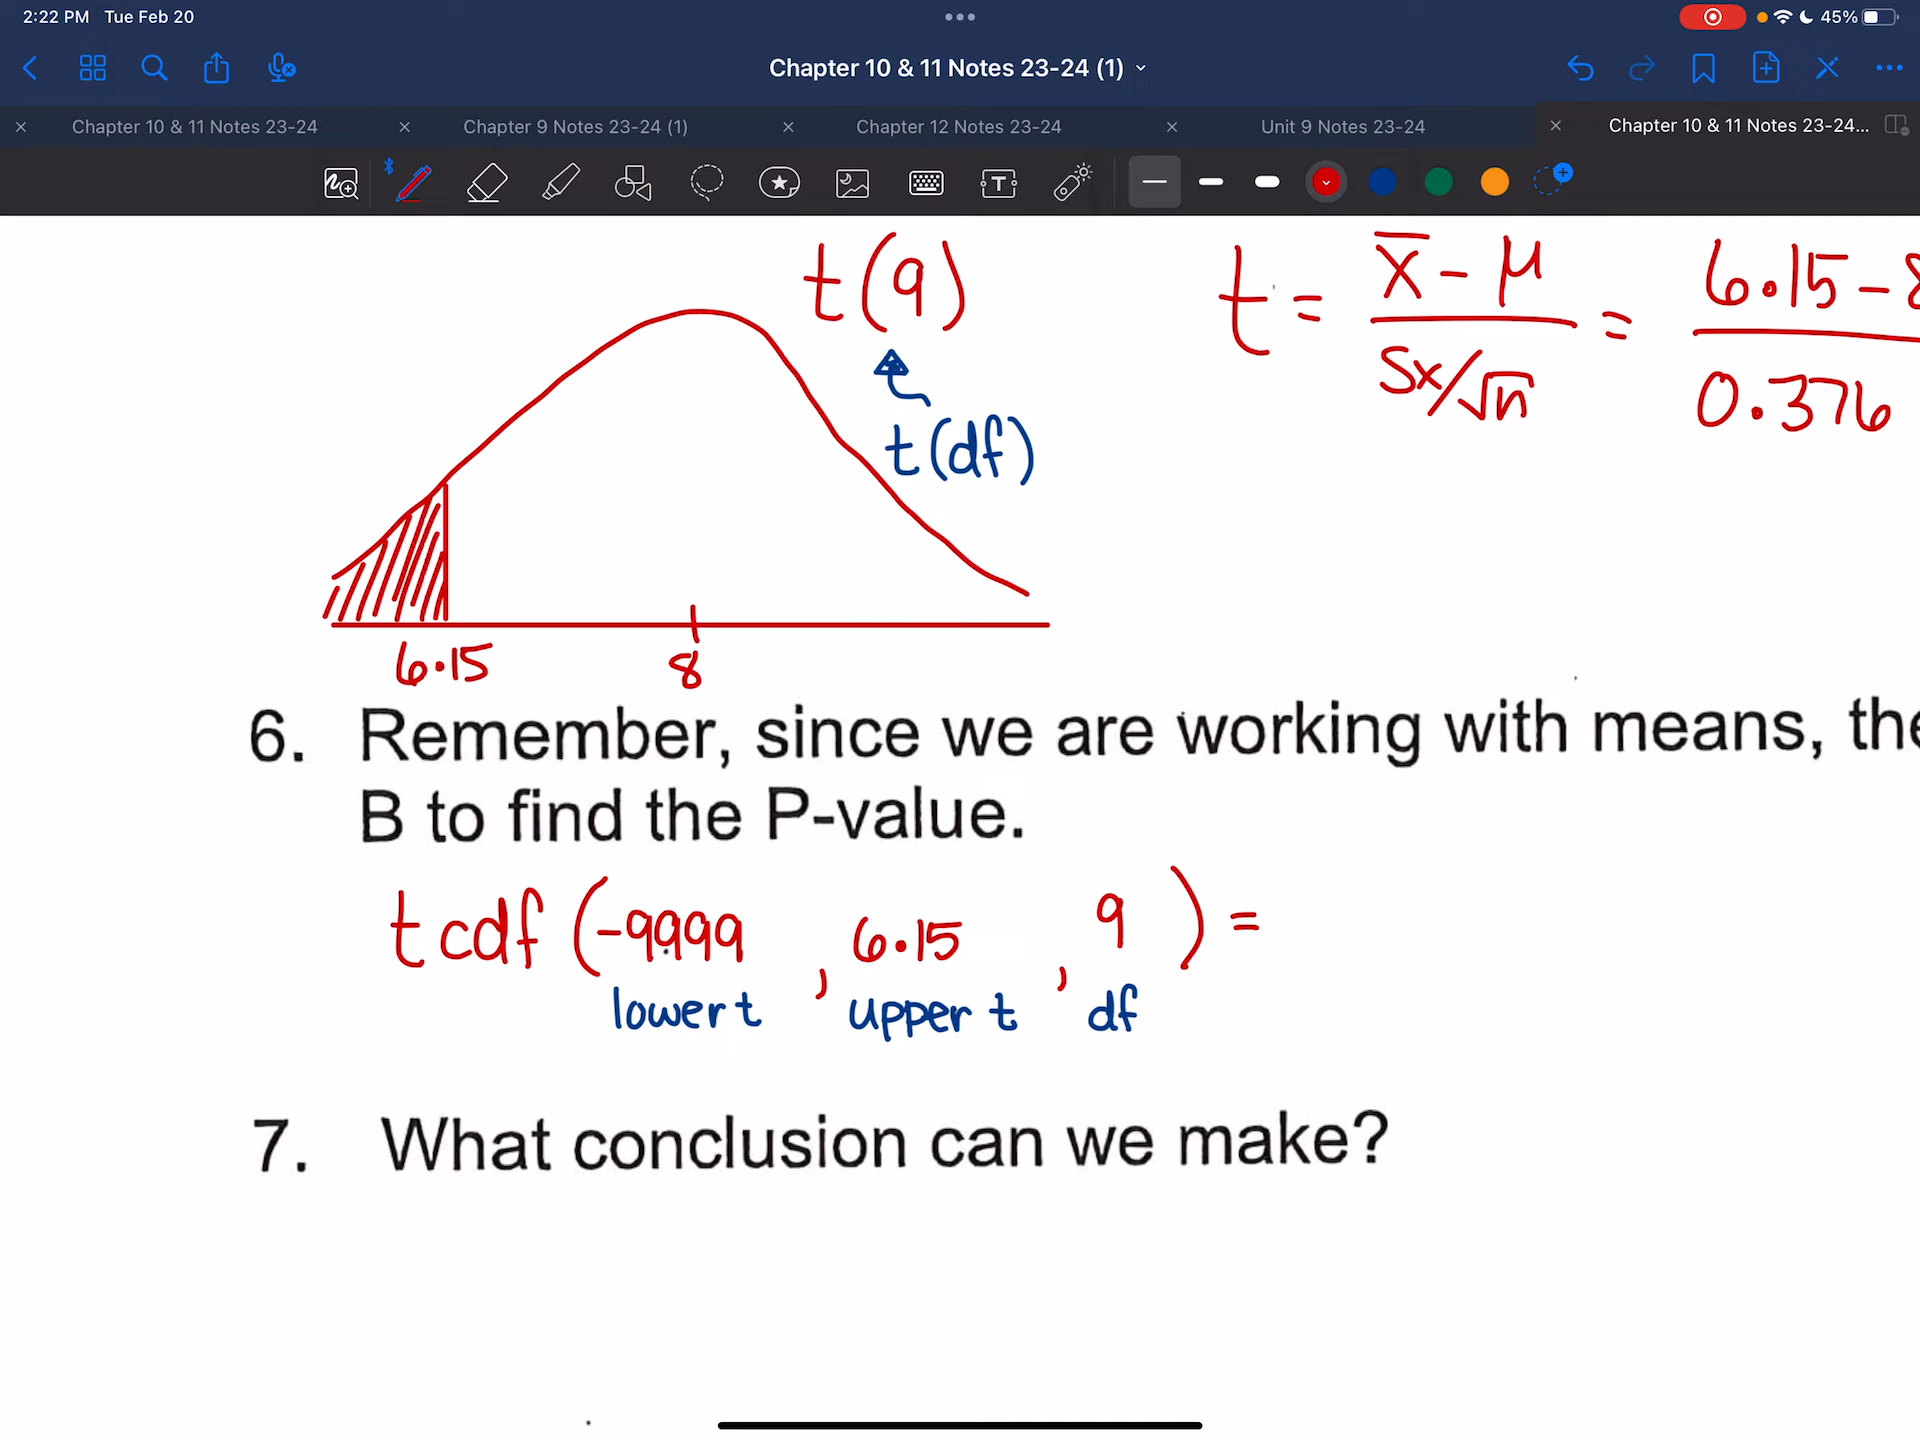 2:22 PM Tue Feb 20
45%
Chapter 10 & 11 Notes 23-24 (1)
Chapter 10 & 11 Notes 23-24
Chapter 9 Notes 23-24 (1)
Chapter 12 Notes 23-24
Unit 9 Notes 23-24
Chapter 10 & 11 Notes 23-24...
t(9)
t = x̄ - μ / Sx/√n = 6.15 - 8 / 0.376
t(df)
6.15
8
6. Remember, since we are working with means, the
B to find the P-value.
tcdf (-9999, 6.15, 9) =
lower t upper t df
7. What conclusion can we make?